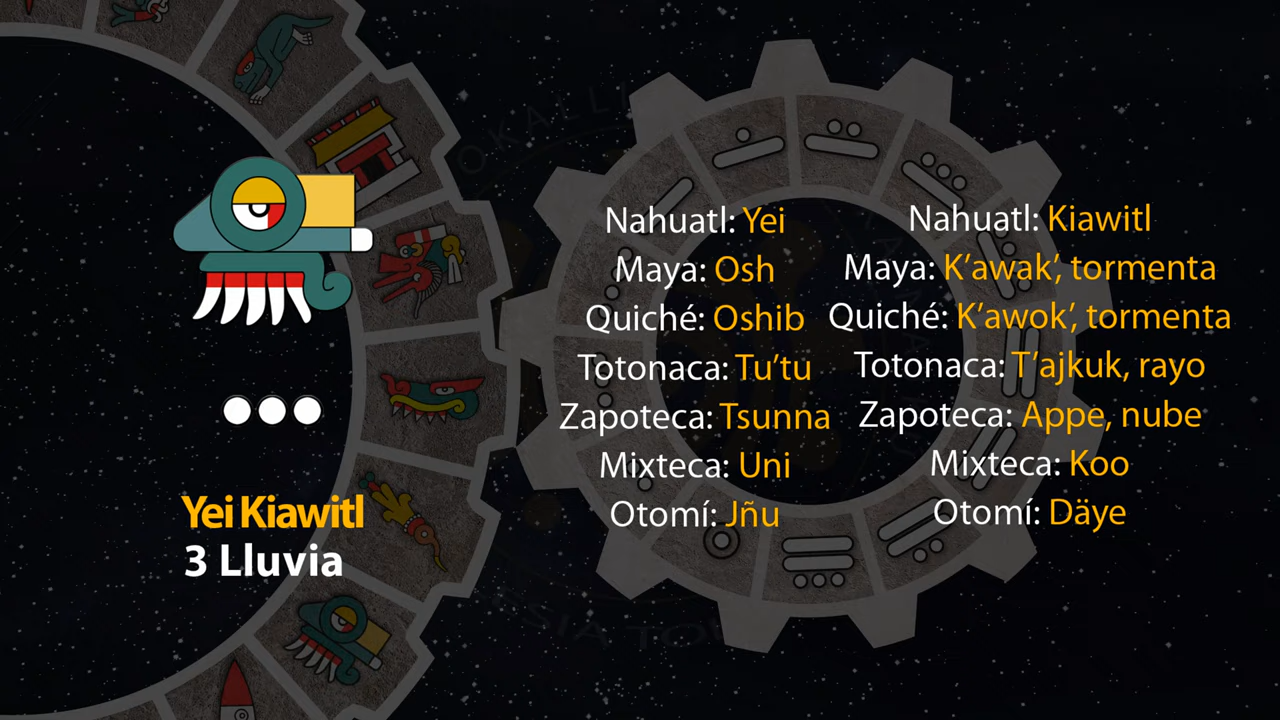 Yei Kiawitl
3 Lluvia
Nahuatl: Yei
Maya: Osh
Quiché: Oshib
Totonaca: Tu’tu
Zapoteca: Tsunna
Mixteca: Uni
Otomí: Jñu
Nahuatl: Kiawitl
Maya: K’awak’, tormenta
Quiché: K’awok’, tormenta
Totonaca: T’ajkuk, rayo
Zapoteca: Appe, nube
Mixteca: Koo
Otomí: Däye